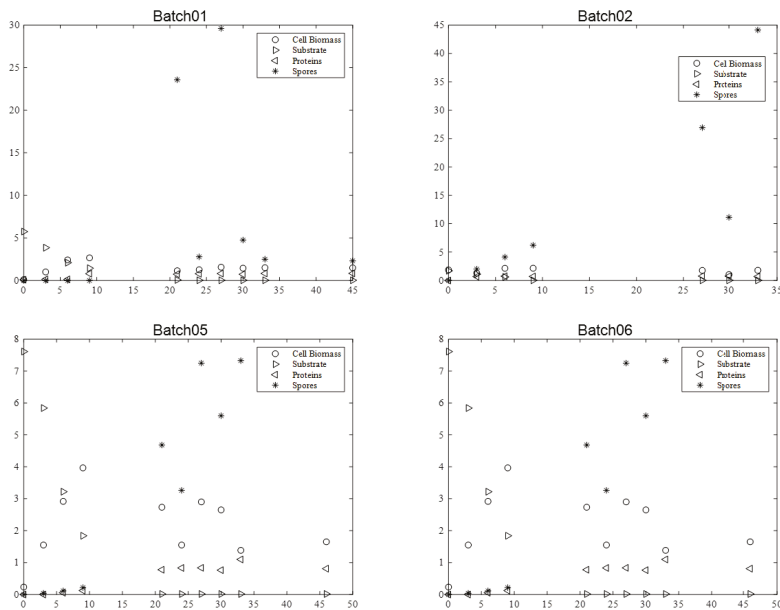 Batch01
30
25
20
15
10
5
0
0 5 10 15 20 25 30 35 40 45
Cell Biomass
Substrate
Proteins
Spores
Batch02
45
40
35
30
25
20
15
10
5
0
0 5 10 15 20 25 30 35
Cel Biomass
Substrate
Proteins
Spores
Batch05
8
7
6
5
4
3
2
1
0
0 5 10 15 20 25 30 35 40 45 50
Cell Biomass
Substrate
Proteins
Spores
Batch06
8
7
6
5
4
3
2
1
0
0 5 10 15 20 25 30 35 40 45 50
Cell Biomass
Substrate
Proteins
Spores